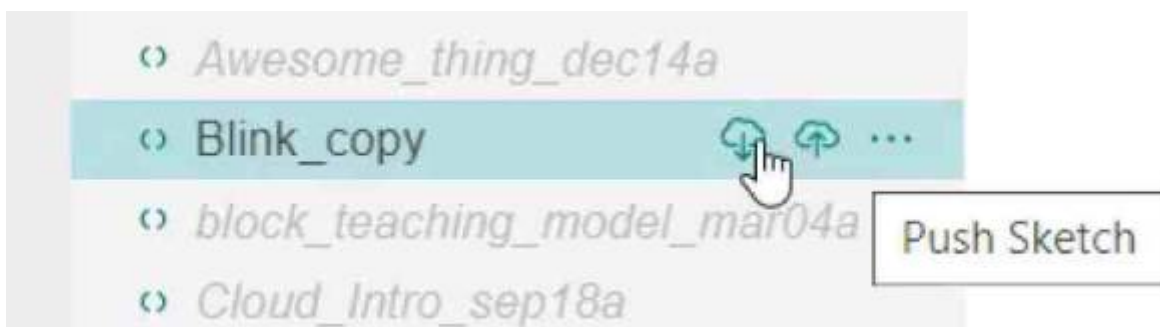 Awesome_thing_dec14a
Blink_copy
block_teaching_model_mar04a
Push Sketch
Cloud_Intro_sep18a